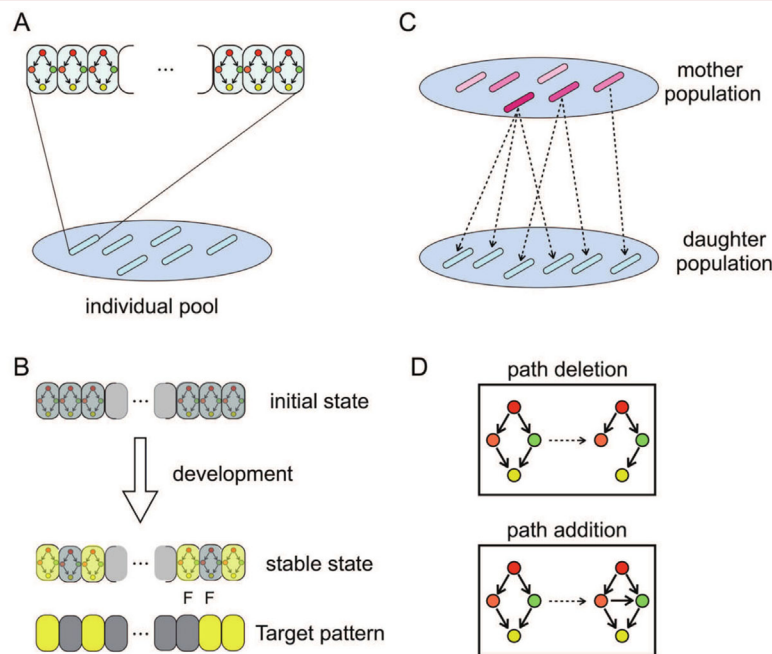 A
...
individual pool
B
...
initial state
development
...
stable state
F F
...
Target pattern
C
mother
population
daughter
population
D
path deletion
path addition